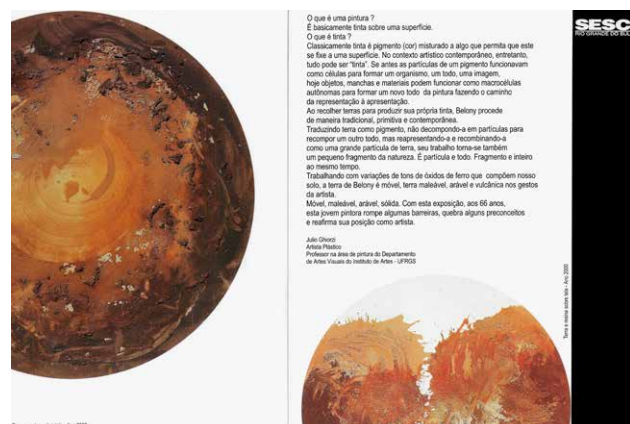 O que é uma pintura ?
É basicamente tinta sobre uma superfície.
O que é tinta ?
Classicamente tinta é pigmento (cor) misturado a algo que permita que este
se fixe a uma superfície. No contexto artístico contemporâneo, entretanto,
tudo pode ser "tinta". Se antes as partículas de um pigmento funcionavam
como células para formar um organismo, um todo, uma imagem,
hoje objetos, manchas e materiais podem funcionar como macrocélulas
autônomas para formar um novo todo da pintura fazendo o caminho
da representação à apresentação.
Ao recolher terras para produzir sua própria tinta, Belony procede
de maneira tradicional, primitiva e contemporânea.
Traduzindo terra como pigmento, não decompondo-a em partículas para
recompor um outro todo, mas reapresentando-a e recombinando-a
como uma grande partícula de terra, seu trabalho torna-se também
um pequeno fragmento da natureza. É partícula e todo. Fragmento e inteiro
ao mesmo tempo.
Trabalhando com variações de tons de óxidos de ferro que compõem nosso
solo, a terra de Belony é móvel, terra maleável, arável e vulcânica nos gestos
da artista.
Móvel, maleável, arável, sólida. Com esta exposição, aos 66 anos,
esta jovem pintora rompe algumas barreiras, quebra alguns preconceitos
e reafirma sua posição como artista.
Julio Ghiorzi
Artista Plástico
Professor na área de pintura do Departamento
de Artes Visuais do Instituto de Artes - UFRGS
Terra e resina sobre tela - Ano 2000
SESC
RIO GRANDE DO SUL